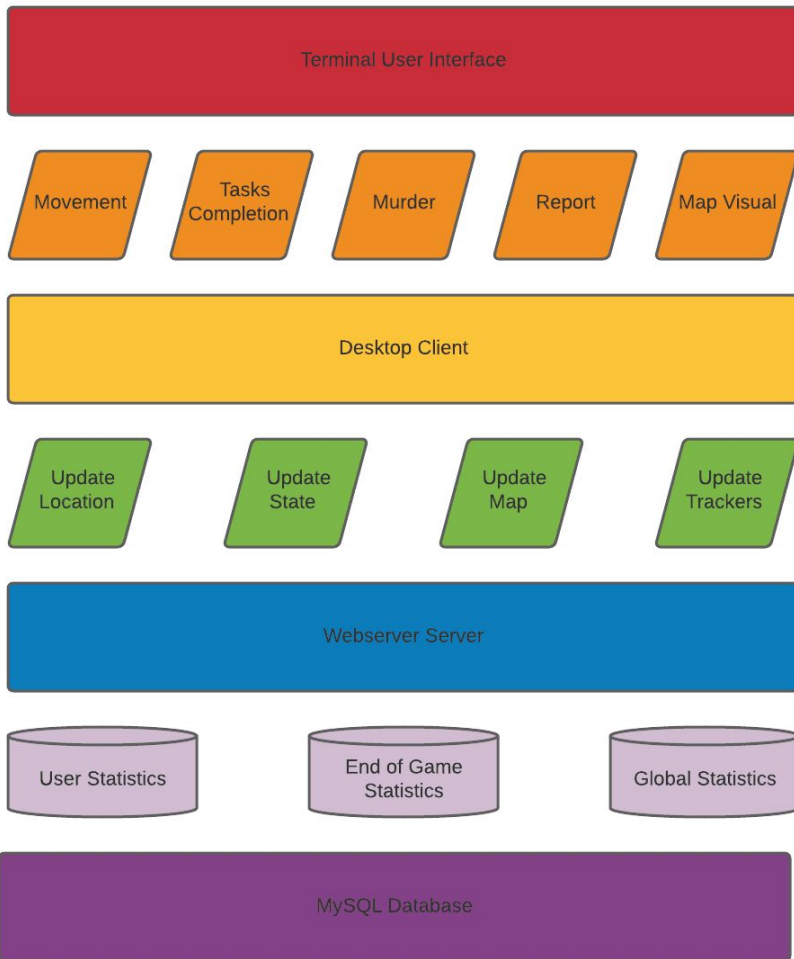 Terminal User Interface
Movement
Tasks
Completion
Murder
Report
Map Visual
Desktop Client
Update
Location
Update
State
Update
Map
Update
Trackers
Webserver Server
User Statistics
End of Game
Statistics
Global Statistics
MySQL Database